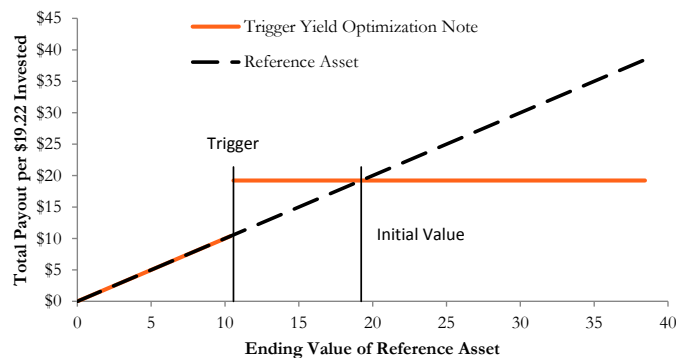 $45
$40
$35
$30
$25
$20
$15
$10
$5
$0
Total Payout per $19.22 Invested
Trigger Yield Optimization Note
Reference Asset
Trigger
Initial Value
0 5 10 15 20 25 30 35 40
Ending Value of Reference Asset